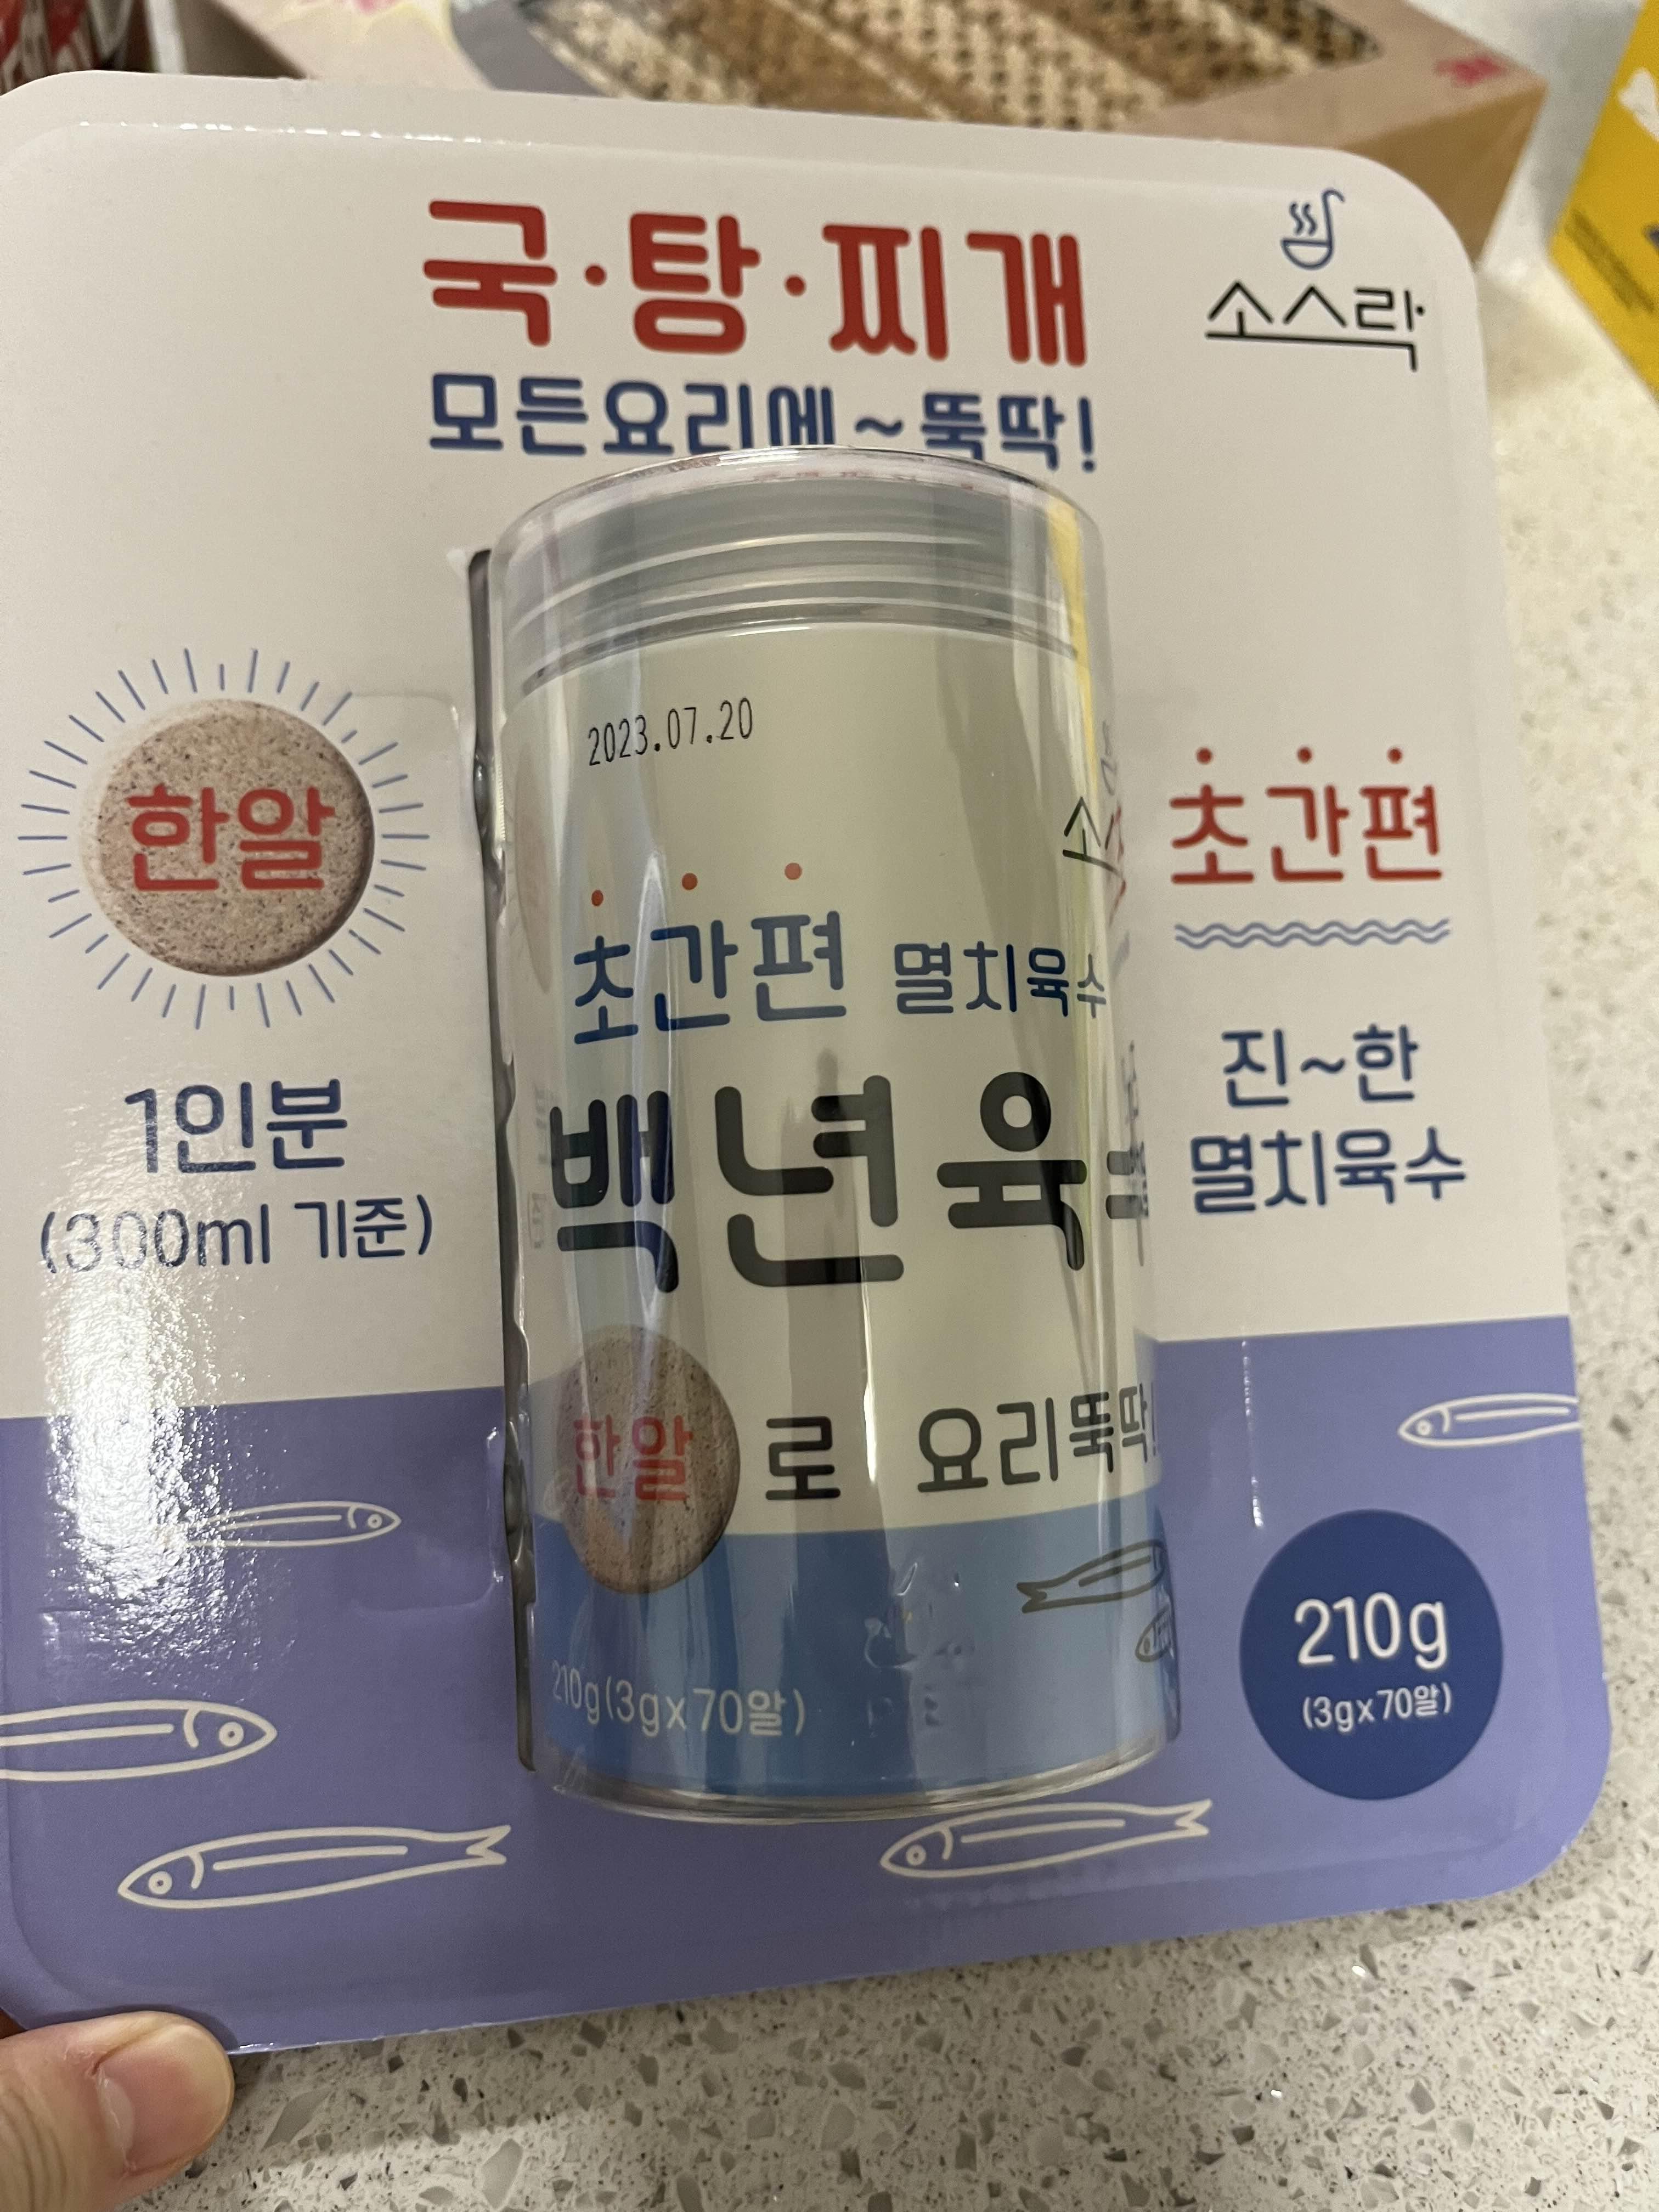 국·탕·찌개
소스락
모든요리에~뚝딱!
2023.07.20
한알
1인분
(300ml 기준)
초간편 멸치육수
백년육수
한알로 요리뚝딱!
210g(3gx70알)
초간편
진~한
멸치육수
210g
(3gx70알)